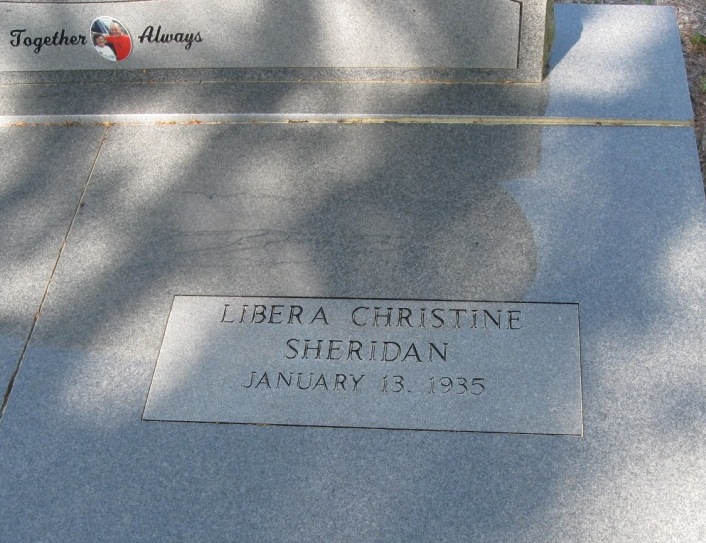 Together Always
LIBERA CHRISTINE
SHERIDAN
JANUARY 13, 1935